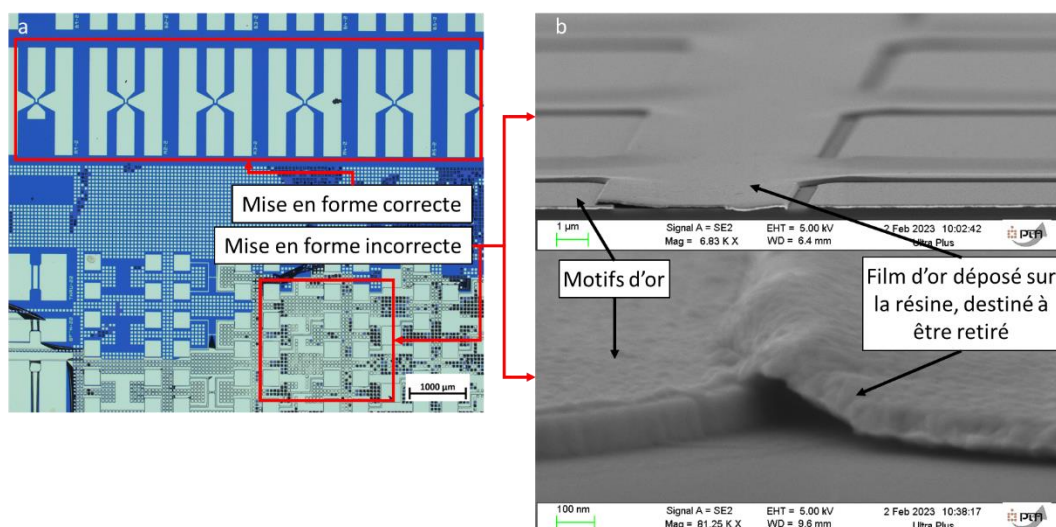 a
Mise en forme correcte
Mise en forme incorrecte
1000 µm
b
1 µm
Signal A = SE2
EHT = 5.00 kV
2 Feb 2023
10:02:42
Mag = 6.83 K X
WD = 6.4 mm
Ultra Plus
Motifs d'or
Film d'or déposé sur
la résine, destiné à
être retiré
100 nm
Signal A = SE2
EHT = 5.00 kV
2 Feb 2023
10:38:17
Mag = 81.25 K X
WD = 9.6 mm
Ultra Plus